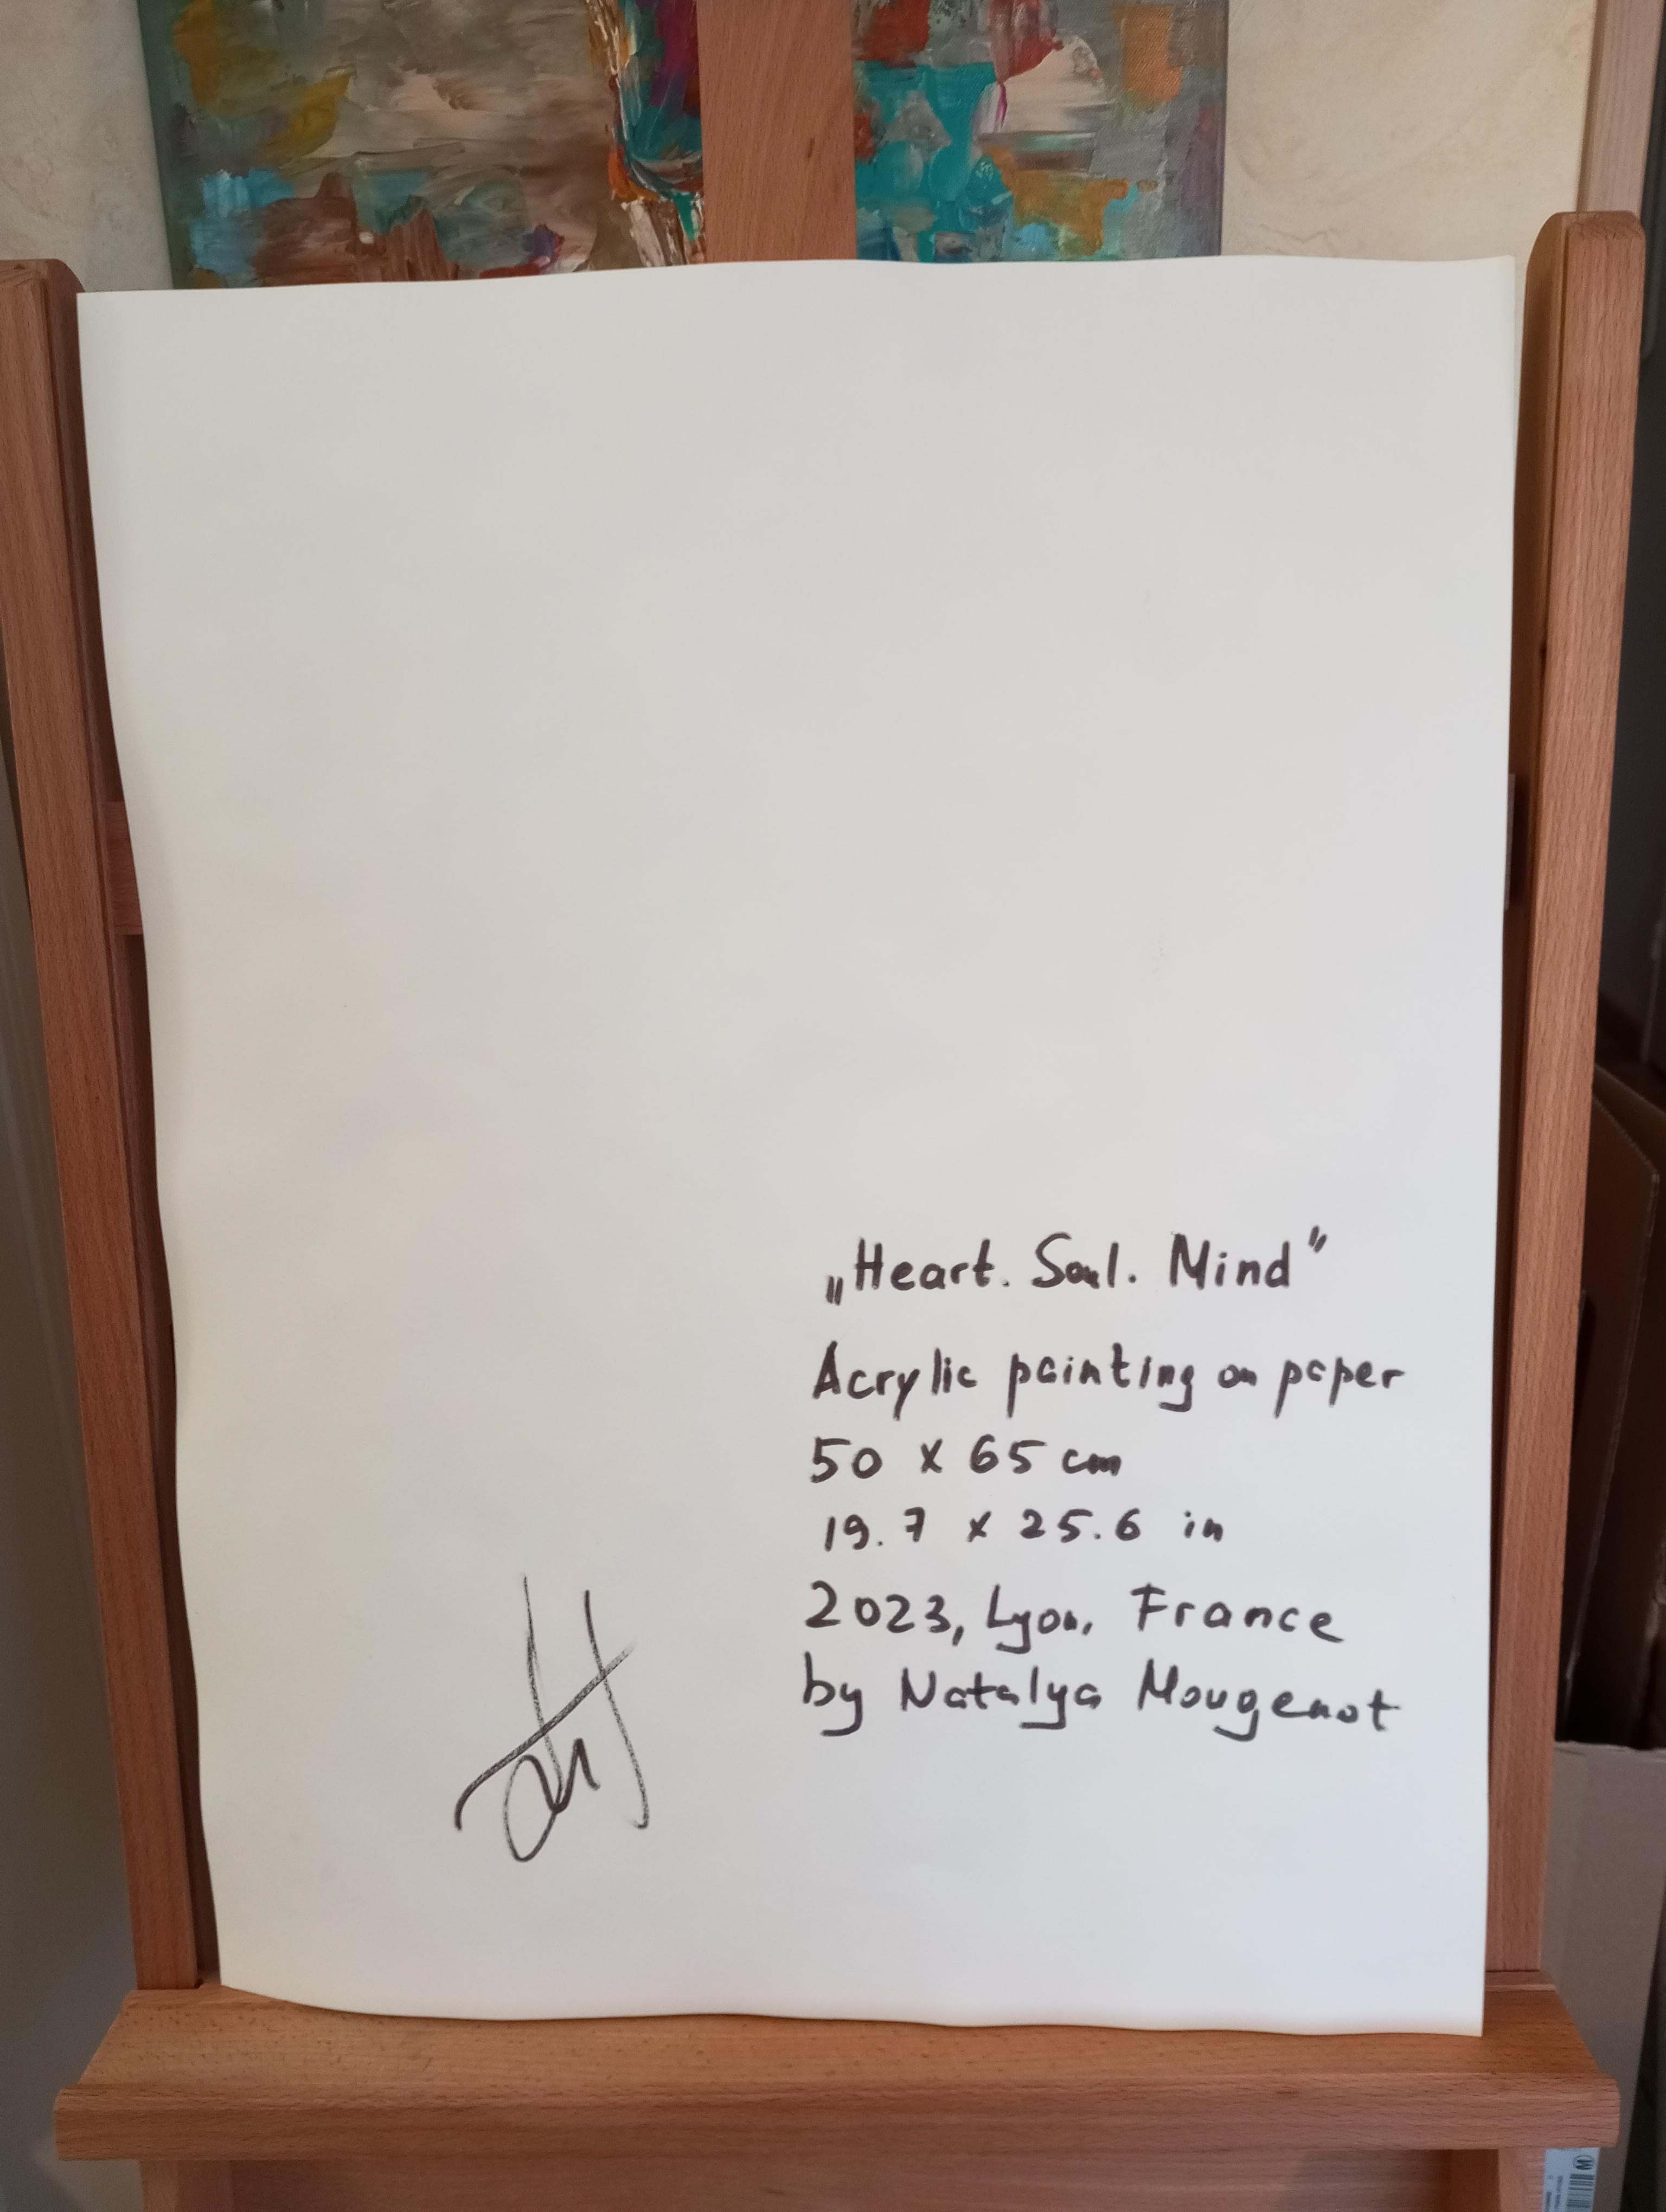 „Heart. Soul. Mind”
Acrylic painting on paper
50 x 65 cm
19.7 x 25.6 in
2023, Lyon, France
by Natalya Mougenot